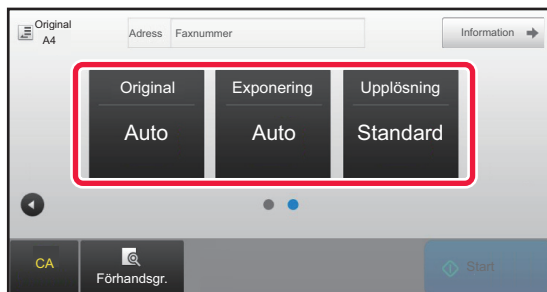 Original
A4
Adress Faxnummer
Information
Original Exponering Upplösning
Auto Auto Standard
CA
Förhandsgr.
Start